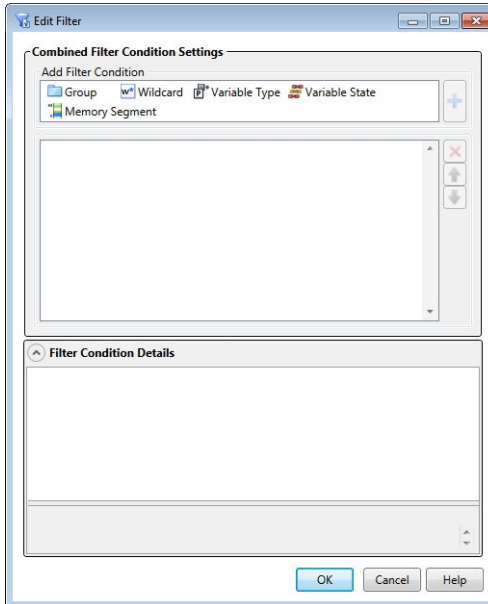 Edit Filter
Combined Filter Condition Settings
Add Filter Condition
Group Wildcard Variable Type Variable State
Memory Segment
Filter Condition Details
OK Cancel Help